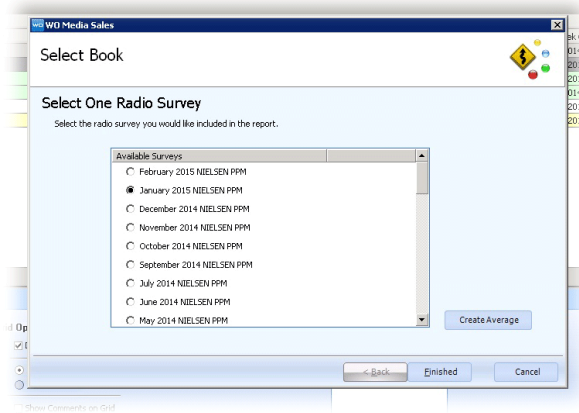 WO WO Media Sales
Select Book
Select One Radio Survey
Select the radio survey you would like included in the report.
Available Surveys
February 2015 NIELSEN PPM
January 2015 NIELSEN PPM
December 2014 NIELSEN PPM
November 2014 NIELSEN PPM
October 2014 NIELSEN PPM
September 2014 NIELSEN PPM
July 2014 NIELSEN PPM
June 2014 NIELSEN PPM
May 2014 NIELSEN PPM
Create Average
< Back
Finished
Cancel
Show Comments on Grid